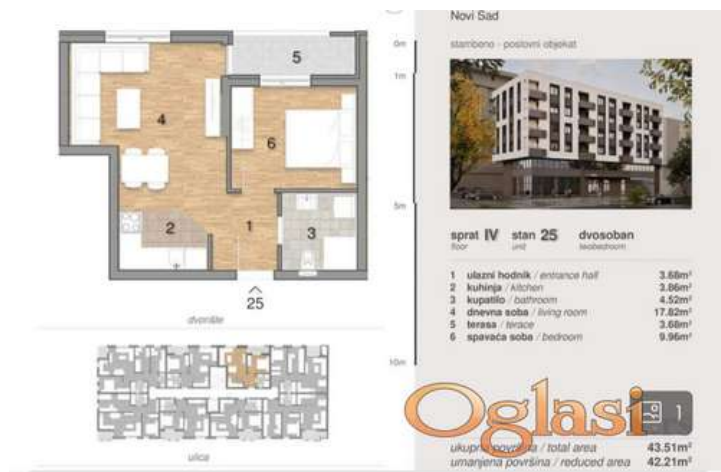 Novi Sad
stambeno - poslovni objekat
0m
1m
5m
10m
5
4
6
2
1
3
25
dvorište
ulica
sprat IV stan 25 dvosoban
floor unit twobedroom
1 ulazni hodnik / entrance hall 3.68m²
2 kuhinja / kitchen 3.86m²
3 kupatilo / bathroom 4.52m²
4 dnevna soba / living room 17.82m²
5 terasa / terace 3.68m²
6 spavaća soba / bedroom 9.96m²
Oglasi
1
ukupna površina / total area 43.51m²
umanjena površina / reduced area 42.21m²